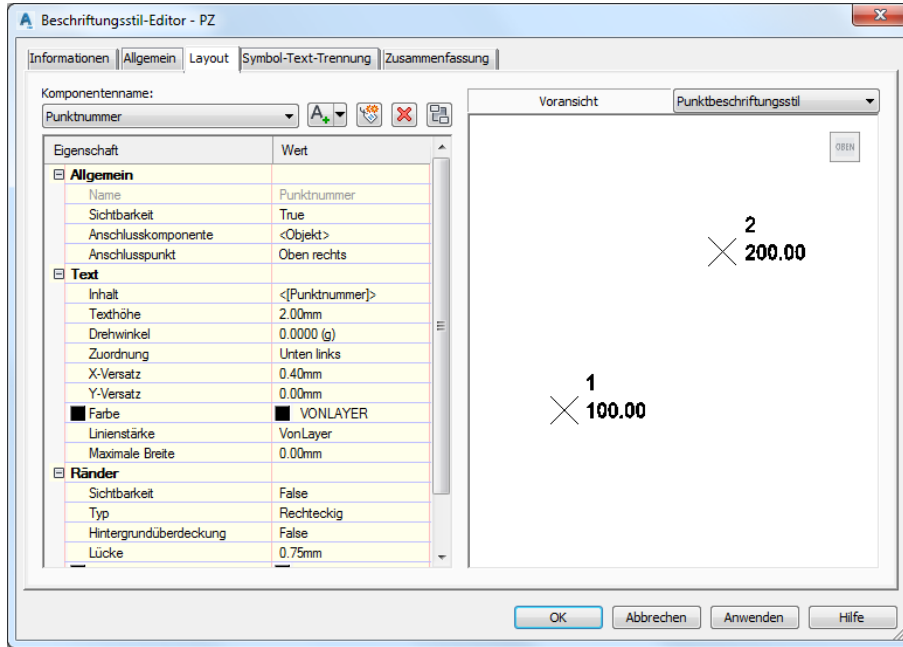 Beschriftungsstil-Editor - PZ
Informationen Allgemein Layout Symbol-Text-Trennung Zusammenfassung
Komponentenname:
Punktnummer
Eigenschaft Wert
Allgemein
Name Punktnummer
Sichtbarkeit True
Anschlusskomponente <Objekt>
Anschlusspunkt Oben rechts
Text
Inhalt <[Punktnummer]>
Texthöhe 2.00mm
Drehwinkel 0.0000 (g)
Zuordnung Unten links
X-Versatz 0.40mm
Y-Versatz 0.00mm
Farbe VONLAYER
Linienstärke VonLayer
Maximale Breite 0.00mm
Ränder
Sichtbarkeit False
Typ Rechteckig
Hintergrundüberdeckung False
Lücke 0.75mm
Voransicht Punktbeschriftungsstil
OBEN
2
200.00
1
100.00
OK Abbrechen Anwenden Hilfe